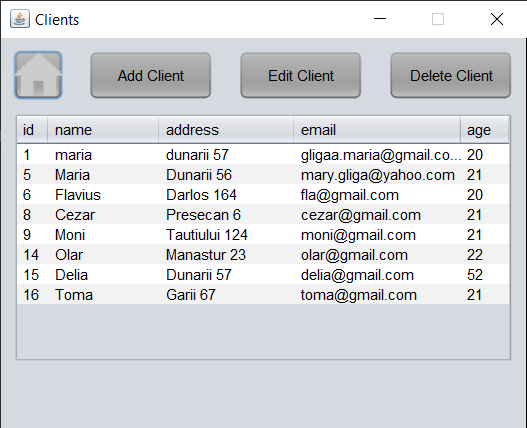 Clients
Add Client Edit Client Delete Client
id name address email age
1 maria dunarii 57 gligaa.maria@gmail.co... 20
5 Maria Dunarii 56 mary.gliga@yahoo.com 21
6 Flavius Darlos 164 fla@gmail.com 20
8 Cezar Presecan 6 cezar@gmail.com 21
9 Moni Tautiului 124 moni@gmail.com 21
14 Olar Manastur 23 olar@gmail.com 22
15 Delia Dunarii 57 delia@gmail.com 52
16 Toma Garii 67 toma@gmail.com 21